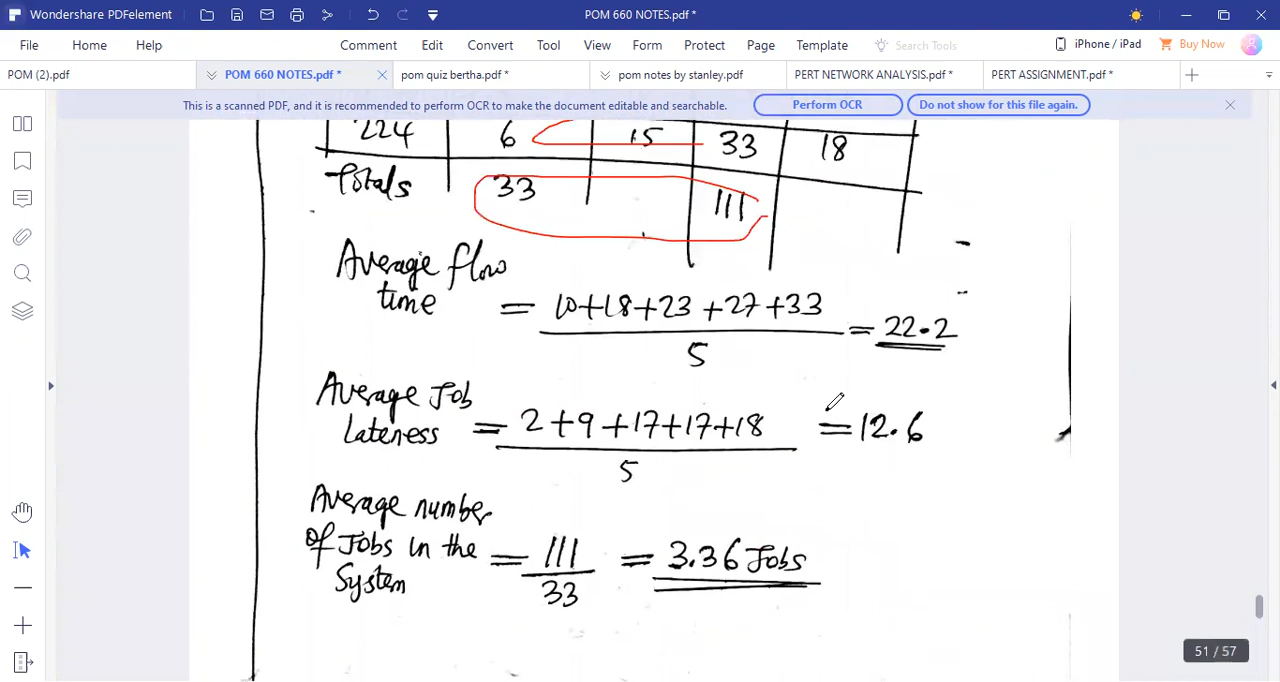 Wondershare PDFelement
POM 660 NOTES.pdf *
File Home Help Comment Edit Convert Tool View Form Protect Page Template Search Tools iPhone / iPad Buy Now
POM (2).pdf POM 660 NOTES.pdf * pom quiz bertha.pdf * pom notes by stanley.pdf PERT NETWORK ANALYSIS.pdf * PERT ASSIGNMENT.pdf *
This is a scanned PDF, and it is recommended to perform OCR to make the document editable and searchable. Perform OCR Do not show for this file again.
224 6 15 33 18
Totals 33 111
Average flow
time = 10+18+23+27+33 = 22.2
5
Average Job
lateness = 2+9+17+17+18 = 12.6
5
Average number
of Jobs in the = 111 = 3.36 Jobs
System 33
51 / 57